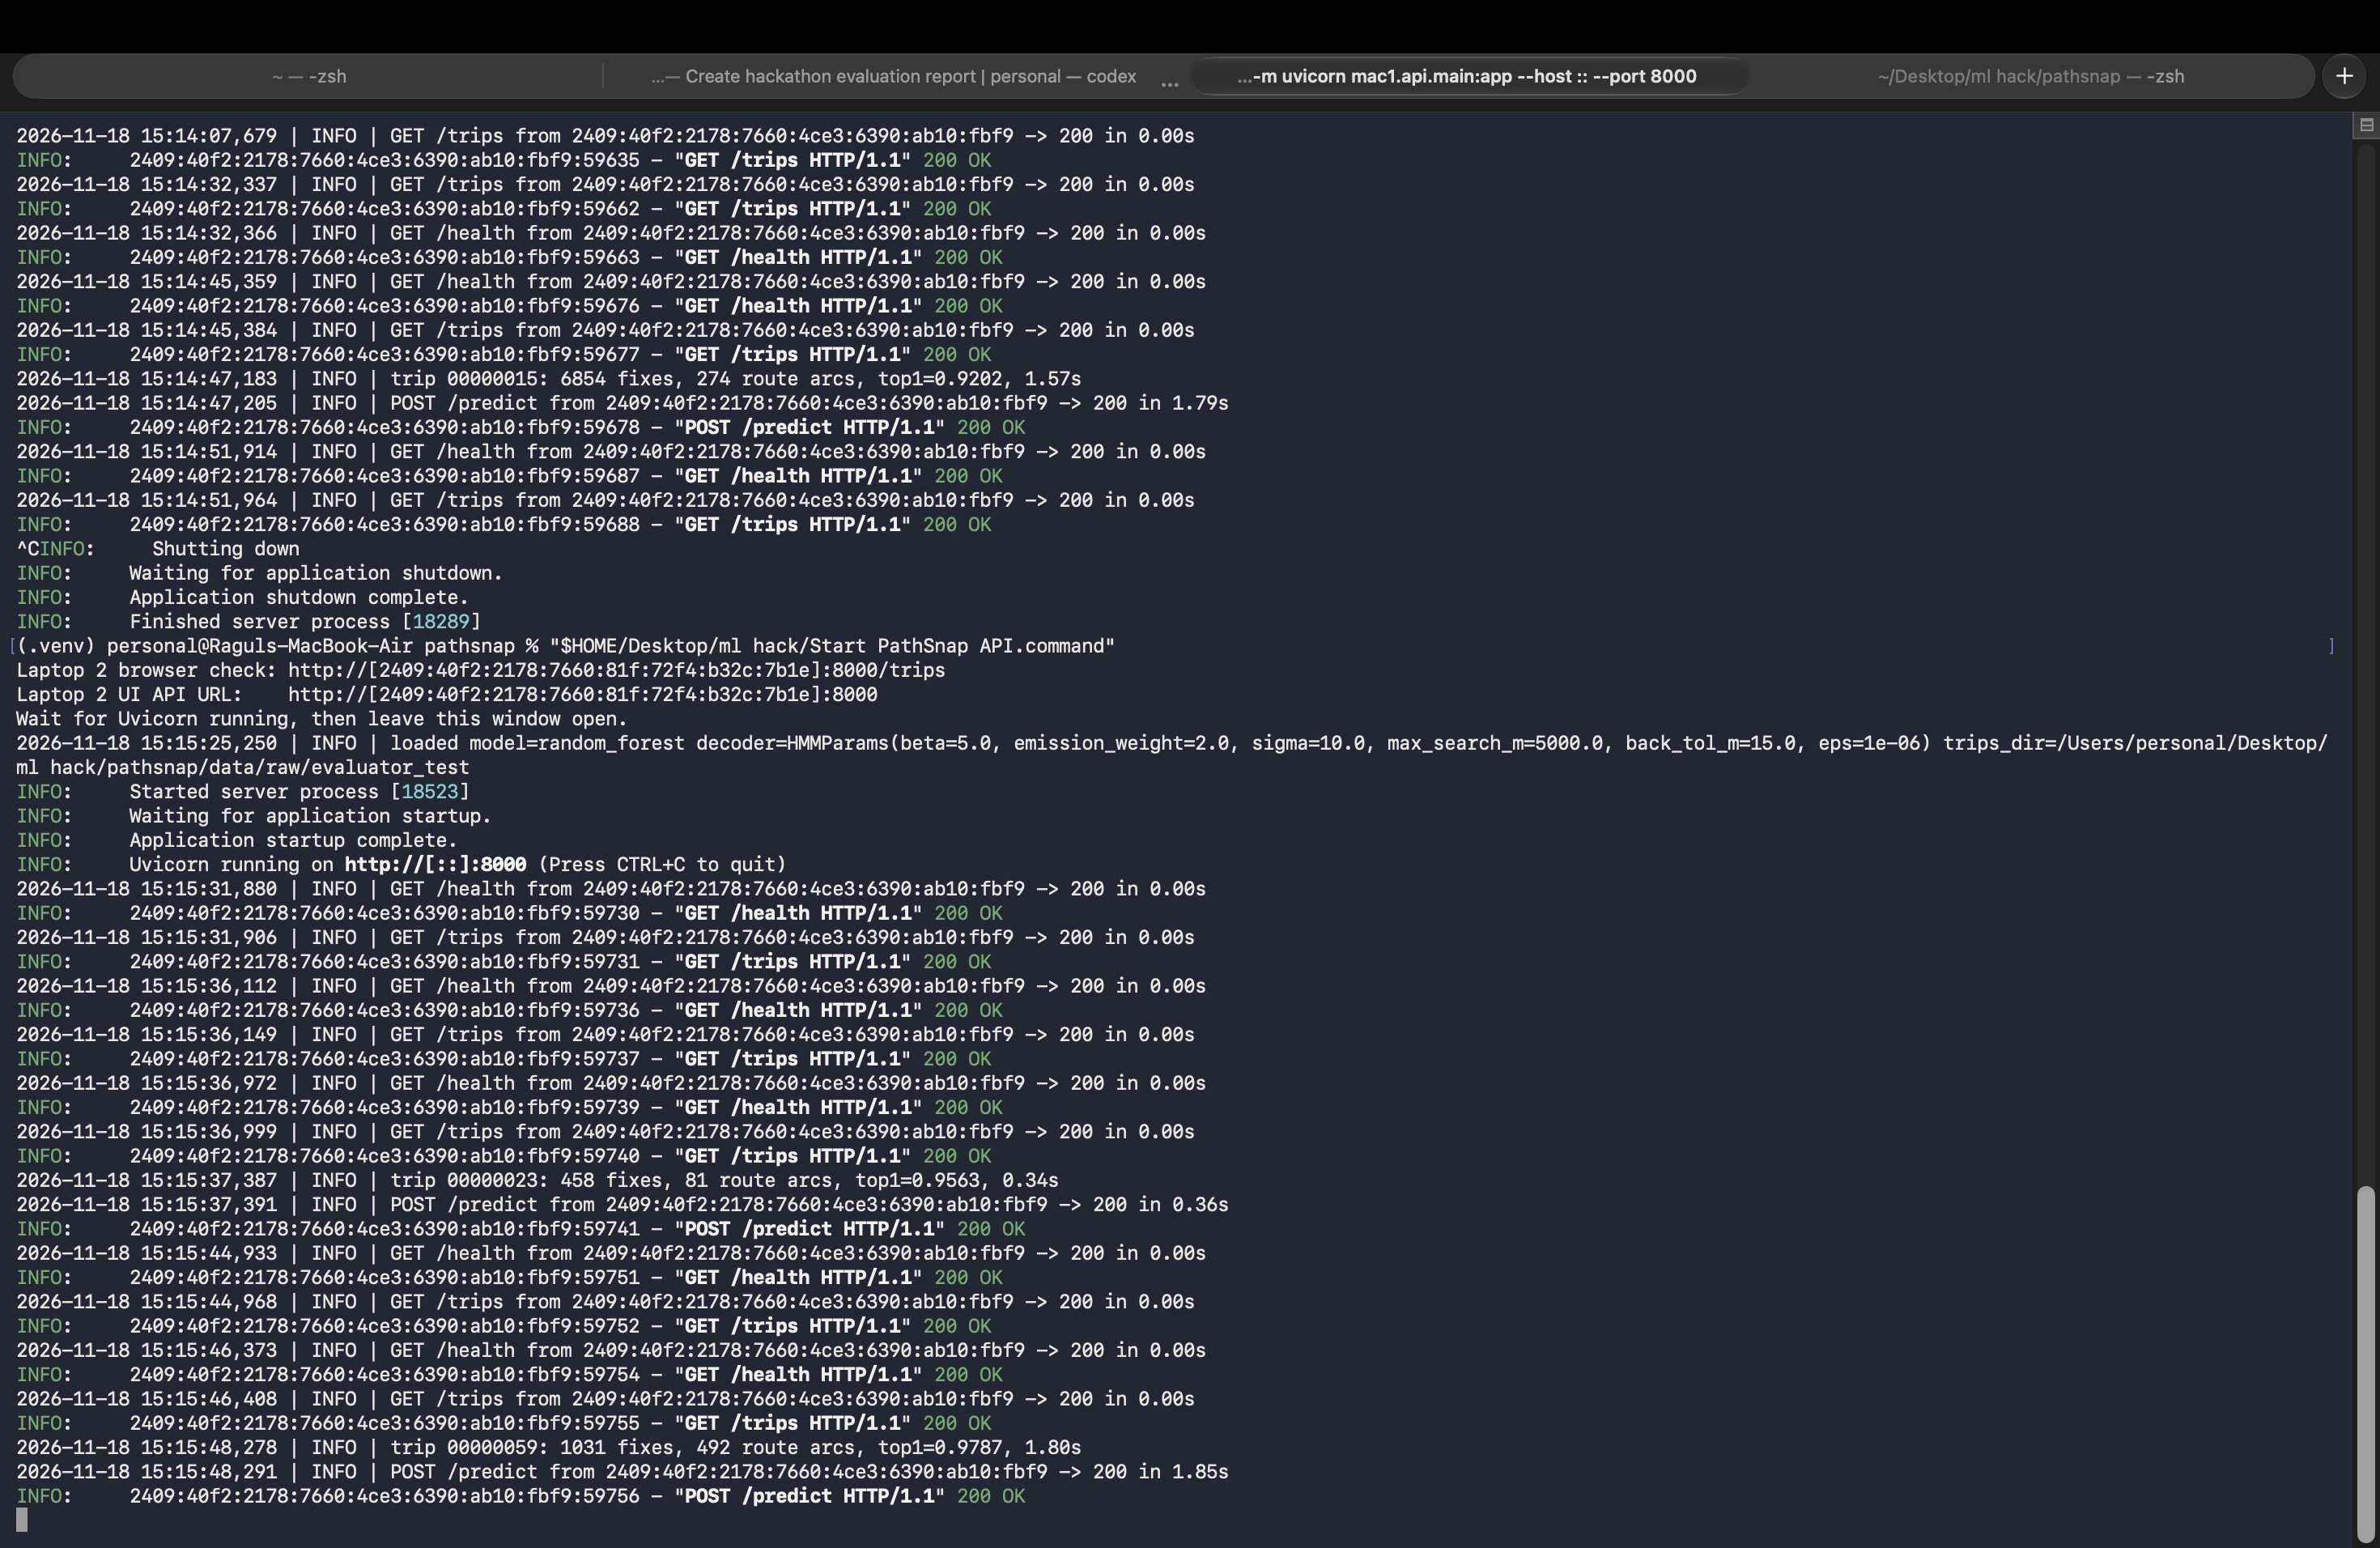 ~ — -zsh
...— Create hackathon evaluation report | personal — codex ...
...-m uvicorn mac1.api.main:app --host :: --port 8000
~/Desktop/ml hack/pathsnap — -zsh
+
2026-11-18 15:14:07,679 | INFO | GET /trips from 2409:40f2:2178:7660:4ce3:6390:ab10:fbf9 -> 200 in 0.00s
INFO:     2409:40f2:2178:7660:4ce3:6390:ab10:fbf9:59635 - "GET /trips HTTP/1.1" 200 OK
2026-11-18 15:14:32,337 | INFO | GET /trips from 2409:40f2:2178:7660:4ce3:6390:ab10:fbf9 -> 200 in 0.00s
INFO:     2409:40f2:2178:7660:4ce3:6390:ab10:fbf9:59662 - "GET /trips HTTP/1.1" 200 OK
2026-11-18 15:14:32,366 | INFO | GET /health from 2409:40f2:2178:7660:4ce3:6390:ab10:fbf9 -> 200 in 0.00s
INFO:     2409:40f2:2178:7660:4ce3:6390:ab10:fbf9:59663 - "GET /health HTTP/1.1" 200 OK
2026-11-18 15:14:45,359 | INFO | GET /health from 2409:40f2:2178:7660:4ce3:6390:ab10:fbf9 -> 200 in 0.00s
INFO:     2409:40f2:2178:7660:4ce3:6390:ab10:fbf9:59676 - "GET /health HTTP/1.1" 200 OK
2026-11-18 15:14:45,384 | INFO | GET /trips from 2409:40f2:2178:7660:4ce3:6390:ab10:fbf9 -> 200 in 0.00s
INFO:     2409:40f2:2178:7660:4ce3:6390:ab10:fbf9:59677 - "GET /trips HTTP/1.1" 200 OK
2026-11-18 15:14:47,183 | INFO | trip 00000015: 6854 fixes, 274 route arcs, top1=0.9202, 1.57s
2026-11-18 15:14:47,205 | INFO | POST /predict from 2409:40f2:2178:7660:4ce3:6390:ab10:fbf9 -> 200 in 1.79s
INFO:     2409:40f2:2178:7660:4ce3:6390:ab10:fbf9:59678 - "POST /predict HTTP/1.1" 200 OK
2026-11-18 15:14:51,914 | INFO | GET /health from 2409:40f2:2178:7660:4ce3:6390:ab10:fbf9 -> 200 in 0.00s
INFO:     2409:40f2:2178:7660:4ce3:6390:ab10:fbf9:59687 - "GET /health HTTP/1.1" 200 OK
2026-11-18 15:14:51,964 | INFO | GET /trips from 2409:40f2:2178:7660:4ce3:6390:ab10:fbf9 -> 200 in 0.00s
INFO:     2409:40f2:2178:7660:4ce3:6390:ab10:fbf9:59688 - "GET /trips HTTP/1.1" 200 OK
^CINFO:     Shutting down
INFO:     Waiting for application shutdown.
INFO:     Application shutdown complete.
INFO:     Finished server process [18289]
[(.venv) personal@Raguls-MacBook-Air pathsnap % "$HOME/Desktop/ml hack/Start PathSnap API.command" ]
Laptop 2 browser check: http://[2409:40f2:2178:7660:81f:72f4:b32c:7b1e]:8000/trips
Laptop 2 UI API URL:    http://[2409:40f2:2178:7660:81f:72f4:b32c:7b1e]:8000
Wait for Uvicorn running, then leave this window open.
2026-11-18 15:15:25,250 | INFO | loaded model=random_forest decoder=HMMParams(beta=5.0, emission_weight=2.0, sigma=10.0, max_search_m=5000.0, back_tol_m=15.0, eps=1e-06) trips_dir=/Users/personal/Desktop/
ml hack/pathsnap/data/raw/evaluator_test
INFO:     Started server process [18523]
INFO:     Waiting for application startup.
INFO:     Application startup complete.
INFO:     Uvicorn running on http://[::]:8000 (Press CTRL+C to quit)
2026-11-18 15:15:31,880 | INFO | GET /health from 2409:40f2:2178:7660:4ce3:6390:ab10:fbf9 -> 200 in 0.00s
INFO:     2409:40f2:2178:7660:4ce3:6390:ab10:fbf9:59730 - "GET /health HTTP/1.1" 200 OK
2026-11-18 15:15:31,906 | INFO | GET /trips from 2409:40f2:2178:7660:4ce3:6390:ab10:fbf9 -> 200 in 0.00s
INFO:     2409:40f2:2178:7660:4ce3:6390:ab10:fbf9:59731 - "GET /trips HTTP/1.1" 200 OK
2026-11-18 15:15:36,112 | INFO | GET /health from 2409:40f2:2178:7660:4ce3:6390:ab10:fbf9 -> 200 in 0.00s
INFO:     2409:40f2:2178:7660:4ce3:6390:ab10:fbf9:59736 - "GET /health HTTP/1.1" 200 OK
2026-11-18 15:15:36,149 | INFO | GET /trips from 2409:40f2:2178:7660:4ce3:6390:ab10:fbf9 -> 200 in 0.00s
INFO:     2409:40f2:2178:7660:4ce3:6390:ab10:fbf9:59737 - "GET /trips HTTP/1.1" 200 OK
2026-11-18 15:15:36,972 | INFO | GET /health from 2409:40f2:2178:7660:4ce3:6390:ab10:fbf9 -> 200 in 0.00s
INFO:     2409:40f2:2178:7660:4ce3:6390:ab10:fbf9:59739 - "GET /health HTTP/1.1" 200 OK
2026-11-18 15:15:36,999 | INFO | GET /trips from 2409:40f2:2178:7660:4ce3:6390:ab10:fbf9 -> 200 in 0.00s
INFO:     2409:40f2:2178:7660:4ce3:6390:ab10:fbf9:59740 - "GET /trips HTTP/1.1" 200 OK
2026-11-18 15:15:37,387 | INFO | trip 00000023: 458 fixes, 81 route arcs, top1=0.9563, 0.34s
2026-11-18 15:15:37,391 | INFO | POST /predict from 2409:40f2:2178:7660:4ce3:6390:ab10:fbf9 -> 200 in 0.36s
INFO:     2409:40f2:2178:7660:4ce3:6390:ab10:fbf9:59741 - "POST /predict HTTP/1.1" 200 OK
2026-11-18 15:15:44,933 | INFO | GET /health from 2409:40f2:2178:7660:4ce3:6390:ab10:fbf9 -> 200 in 0.00s
INFO:     2409:40f2:2178:7660:4ce3:6390:ab10:fbf9:59751 - "GET /health HTTP/1.1" 200 OK
2026-11-18 15:15:44,968 | INFO | GET /trips from 2409:40f2:2178:7660:4ce3:6390:ab10:fbf9 -> 200 in 0.00s
INFO:     2409:40f2:2178:7660:4ce3:6390:ab10:fbf9:59752 - "GET /trips HTTP/1.1" 200 OK
2026-11-18 15:15:46,373 | INFO | GET /health from 2409:40f2:2178:7660:4ce3:6390:ab10:fbf9 -> 200 in 0.00s
INFO:     2409:40f2:2178:7660:4ce3:6390:ab10:fbf9:59754 - "GET /health HTTP/1.1" 200 OK
2026-11-18 15:15:46,408 | INFO | GET /trips from 2409:40f2:2178:7660:4ce3:6390:ab10:fbf9 -> 200 in 0.00s
INFO:     2409:40f2:2178:7660:4ce3:6390:ab10:fbf9:59755 - "GET /trips HTTP/1.1" 200 OK
2026-11-18 15:15:48,278 | INFO | trip 00000059: 1031 fixes, 492 route arcs, top1=0.9787, 1.80s
2026-11-18 15:15:48,291 | INFO | POST /predict from 2409:40f2:2178:7660:4ce3:6390:ab10:fbf9 -> 200 in 1.85s
INFO:     2409:40f2:2178:7660:4ce3:6390:ab10:fbf9:59756 - "POST /predict HTTP/1.1" 200 OK